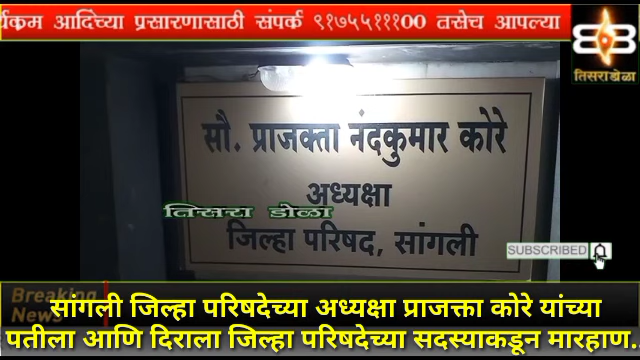 र्यक्रम आदिंच्या प्रसारणासाठी संपर्क ९१७५५१११00 तसेच आपल्या
तिसरा डोळा
सौ. प्राजक्ता नंदकुमार कोरे
अध्यक्षा
तिसरा डोळा
जिल्हा परिषद, सांगली
SUBSCRIBED
Breaking
News
सांगली जिल्हा परिषदेच्या अध्यक्षा प्राजक्ता कोरे यांच्या
पतीला आणि दिराला जिल्हा परिषदेच्या सदस्याकडून मारहाण.